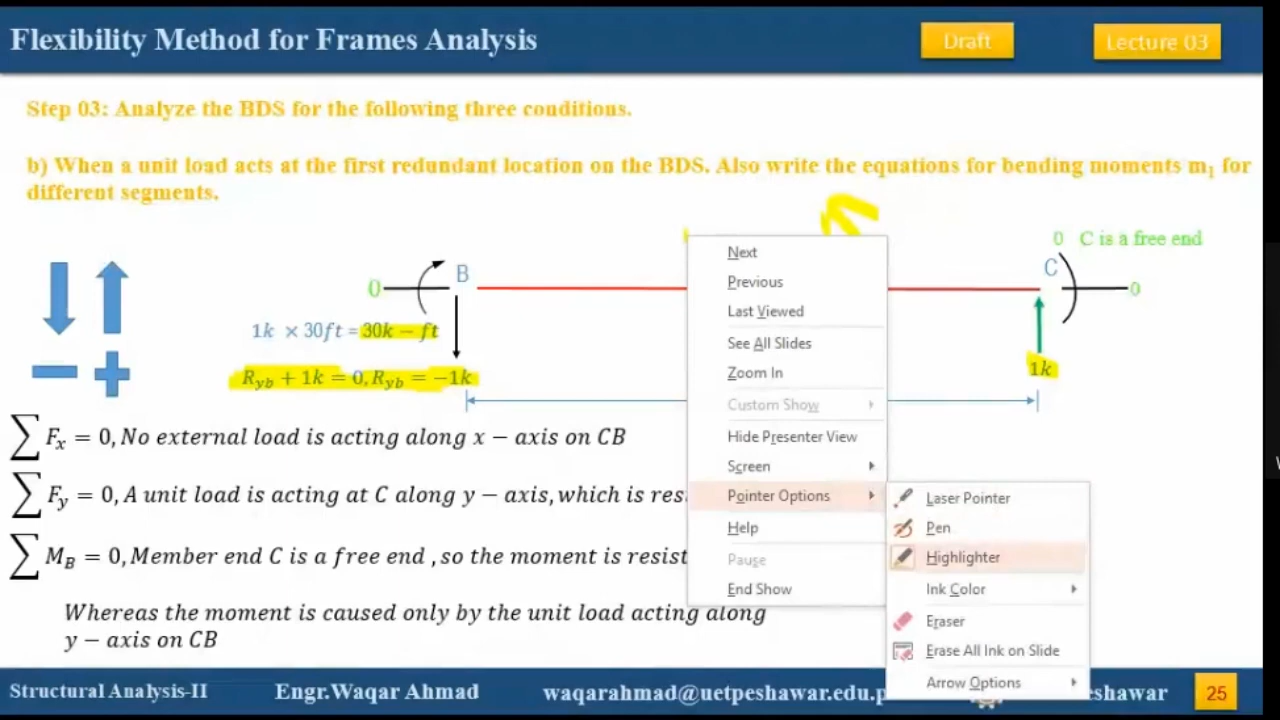 Flexibility Method for Frames Analysis
Draft
Lecture 03
Step 03: Analyze the BDS for the following three conditions.
b) When a unit load acts at the first redundant location on the BDS. Also write the equations for bending moments m₁ for
different segments.
0 C is a free end
B
C
0
0
1k × 30ft = 30k − ft
R_yb + 1k = 0, R_yb = −1k
1k
∑ F_x = 0, No external load is acting along x − axis on CB
∑ F_y = 0, A unit load is acting at C along y − axis, which is res
∑ M_B = 0, Member end C is a free end , so the moment is resist
Whereas the moment is caused only by the unit load acting along
y − axis on CB
Next
Previous
Last Viewed
See All Slides
Zoom In
Custom Show
Hide Presenter View
Screen
Pointer Options
Help
Pause
End Show
Laser Pointer
Pen
Highlighter
Ink Color
Eraser
Erase All Ink on Slide
Arrow Options
Structural Analysis-II
Engr.Waqar Ahmad
waqarahmad@uetpeshawar.edu.p
eshawar
25